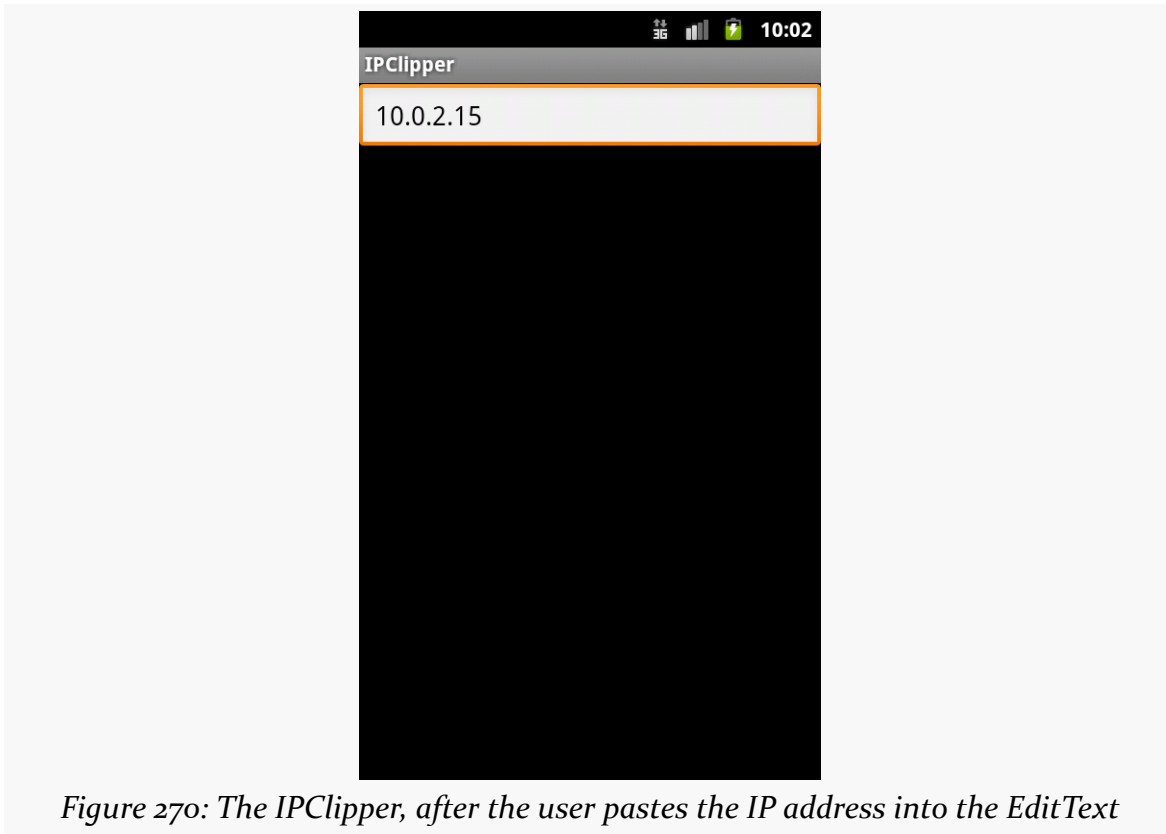 3G 10:02
IPClipper
10.0.2.15
Figure 270: The IPClipper, after the user pastes the IP address into the EditText